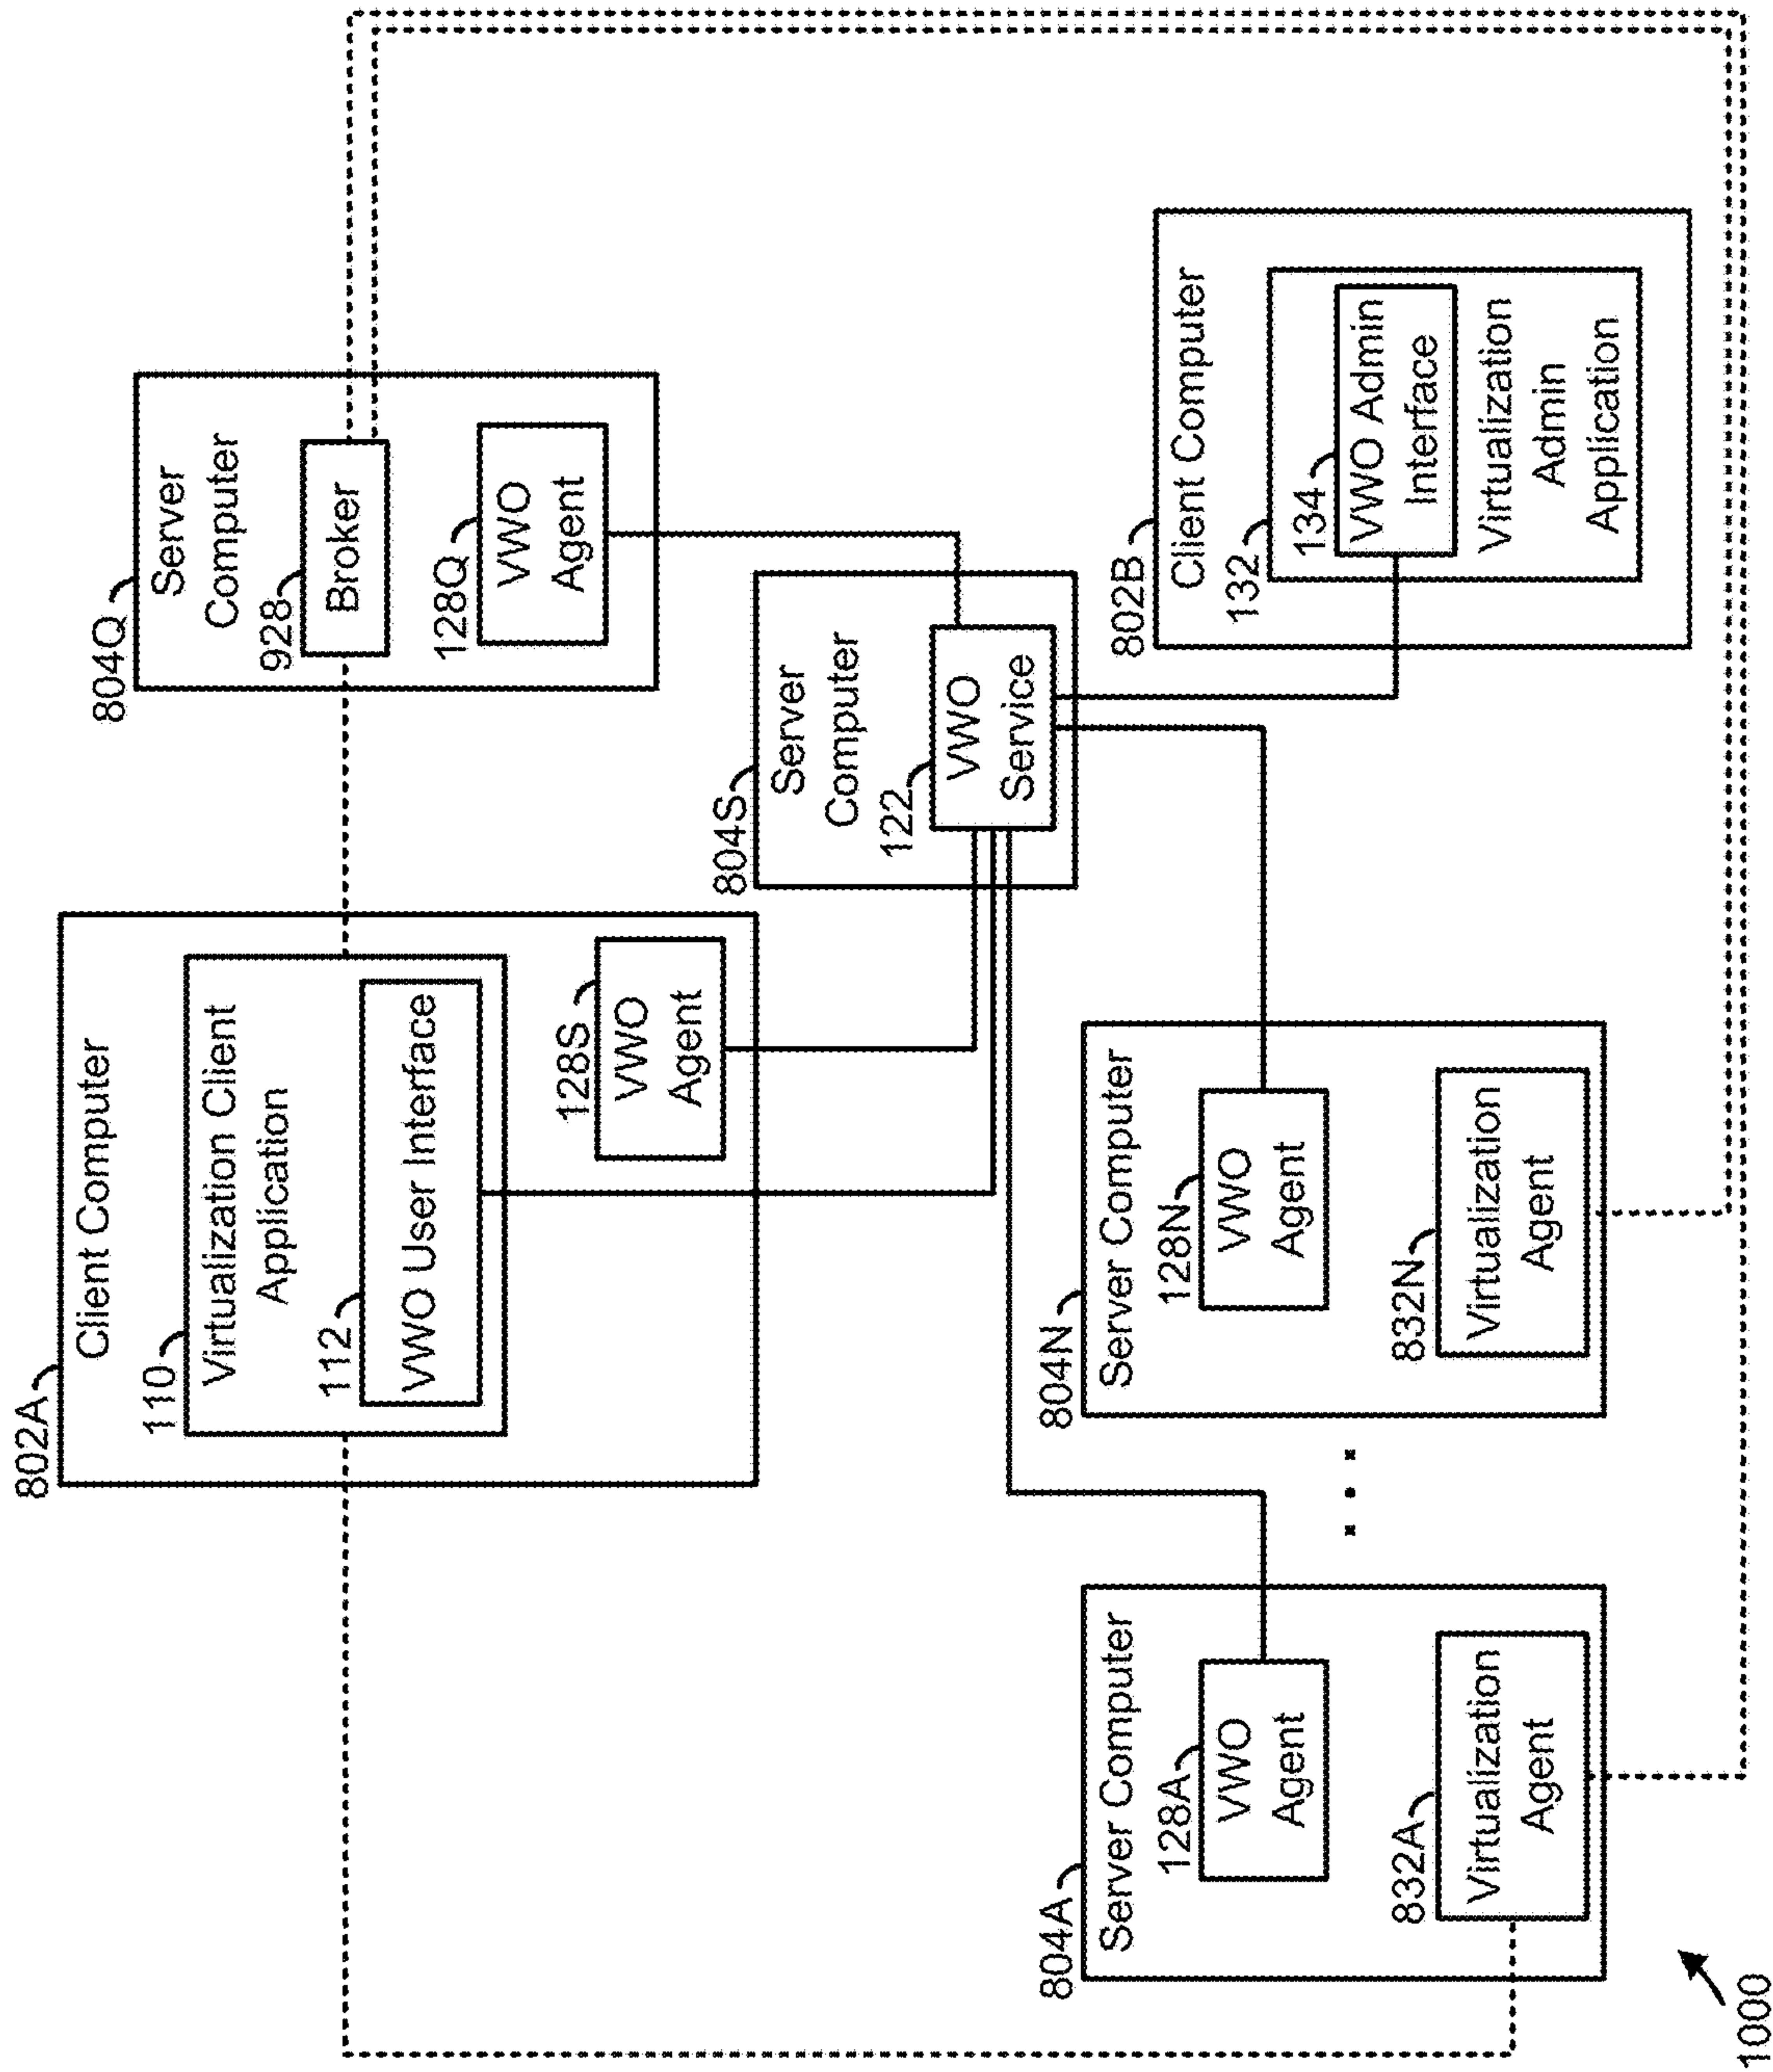 802A
Client Computer
110
Virtualization Client
Application
112
VWO User Interface
128S
VWO
Agent
804Q
Server
Computer
928
Broker
128Q
VWO
Agent
804S
Server
Computer
122
VWO
Service
804A
Server Computer
128A
VWO
Agent
832A
Virtualization
Agent
804N
Server Computer
128N
VWO
Agent
832N
Virtualization
Agent
802B
Client Computer
132
134
VWO Admin
Interface
Virtualization
Admin
Application
1000